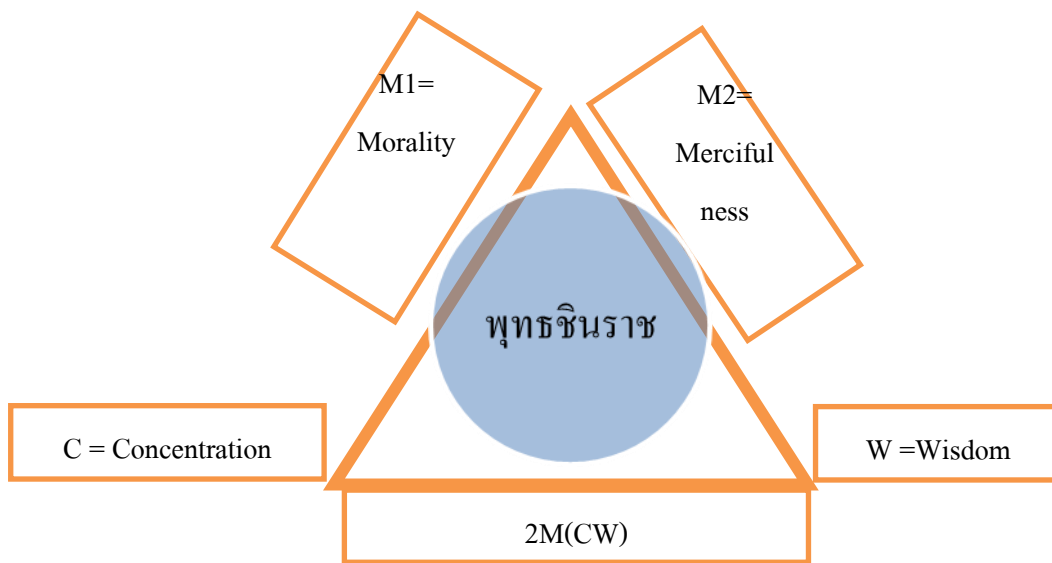 M1=
Morality
M2=
Merciful
ness
พุทธชินราช
C = Concentration
W =Wisdom
2M(CW)